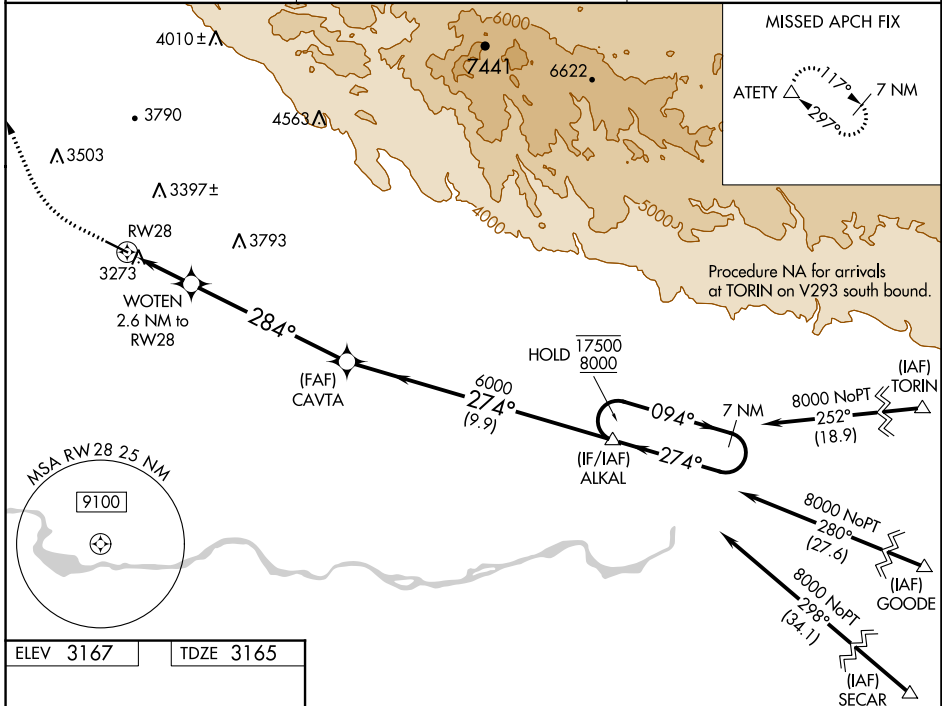 6000
4010±
7441
6622
3790
4563
3503
3397±
4000
5000
MISSED APCH FIX
ATETY
117°
297°
7 NM
RW28
3273
3793
WOTEN
2.6 NM to
RW28
284°
Procedure NA for arrivals
at TORIN on V293 south bound.
(FAF)
CAVTA
HOLD
17500
8000
6000
274°
(9.9)
094°
7 NM
274°
(IF/IAF)
ALKAL
8000 NoPT
252°
(18.9)
(IAF)
TORIN
8000 NoPT
280°
(27.6)
(IAF)
GOODE
8000 NoPT
298°
(34.1)
(IAF)
SECAR
MSA RW 28 25 NM
9100
ELEV 3167
TDZE 3165